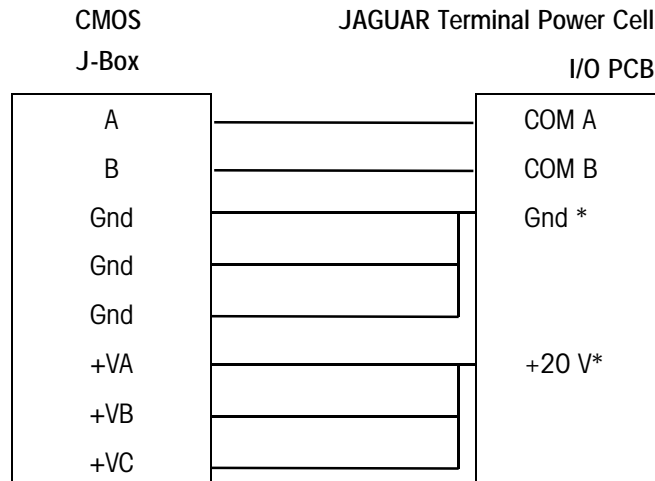 CMOS JAGUAR Terminal Power Cell
J-Box I/O PCB
A COM A
B COM B
Gnd Gnd *
Gnd
Gnd
+VA +20 V*
+VB
+VC